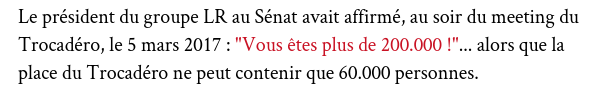 Le président du groupe LR au Sénat avait affirmé, au soir du meeting du
Trocadéro, le 5 mars 2017 : "Vous êtes plus de 200.000 !"... alors que la
place du Trocadéro ne peut contenir que 60.000 personnes.